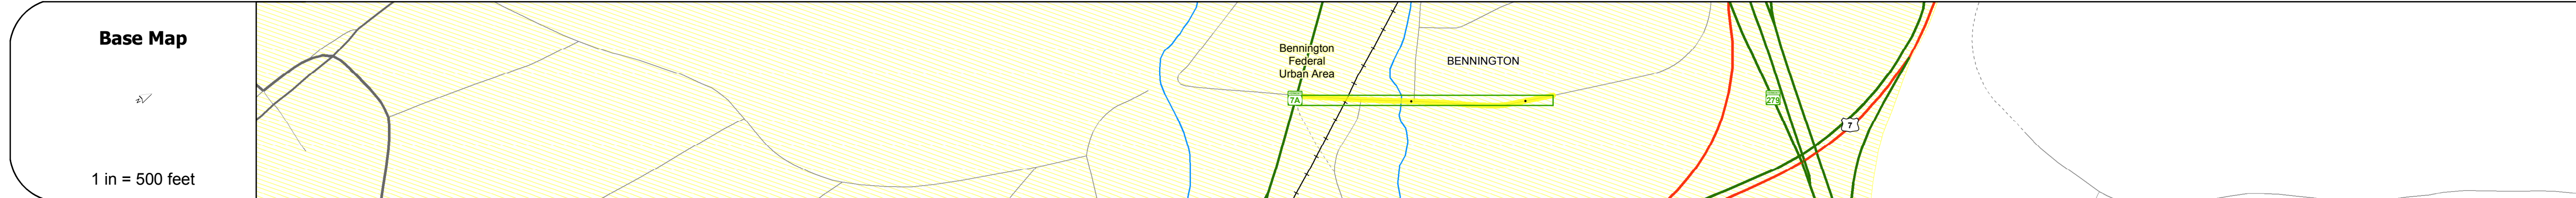 Base Map
1 in = 500 feet
Bennington
Federal
Urban Area
BENNINGTON
7A
279
7